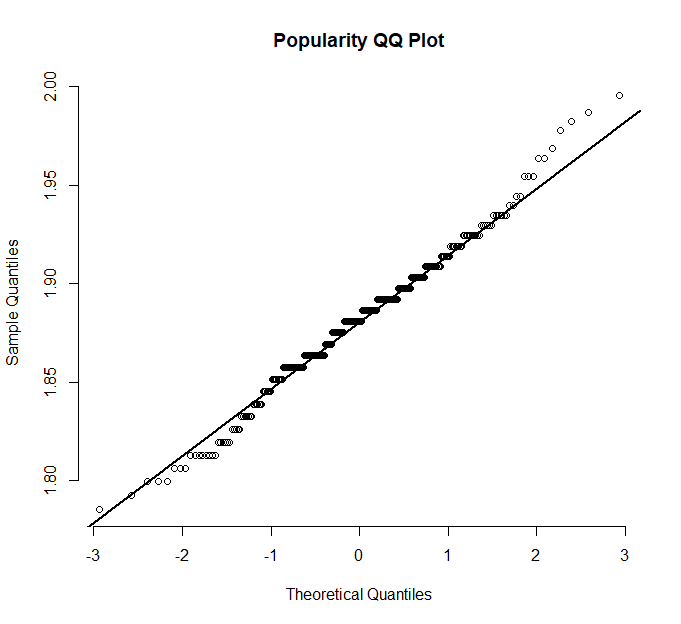 Popularity QQ Plot
2.00
1.95
1.90
1.85
1.80
Sample Quantiles
-3 -2 -1 0 1 2 3
Theoretical Quantiles